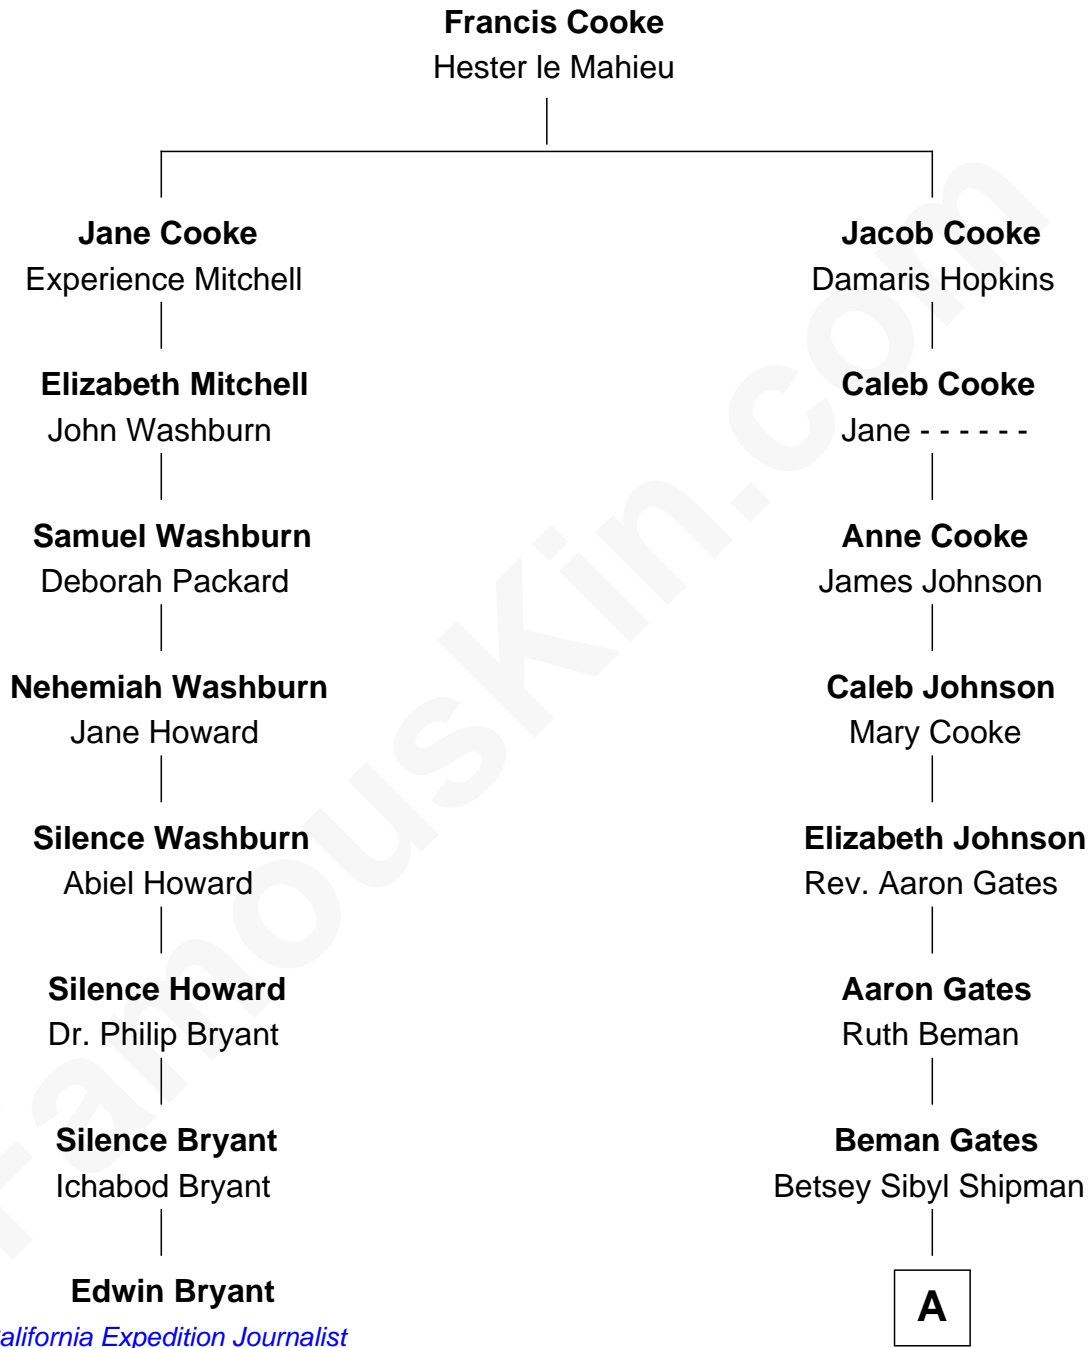 Francis Cooke
Hester le Mahieu
Jane Cooke
Experience Mitchell
Jacob Cooke
Damaris Hopkins
Elizabeth Mitchell
John Washburn
Caleb Cooke
Jane - - - - - -
Samuel Washburn
Deborah Packard
Anne Cooke
James Johnson
Nehemiah Washburn
Jane Howard
Caleb Johnson
Mary Cooke
Silence Washburn
Abiel Howard
Elizabeth Johnson
Rev. Aaron Gates
Silence Howard
Dr. Philip Bryant
Aaron Gates
Ruth Beman
Silence Bryant
Ichabod Bryant
Beman Gates
Betsey Sibyl Shipman
Edwin Bryant
alifornia Expedition Journalist
A
FamousKin.com